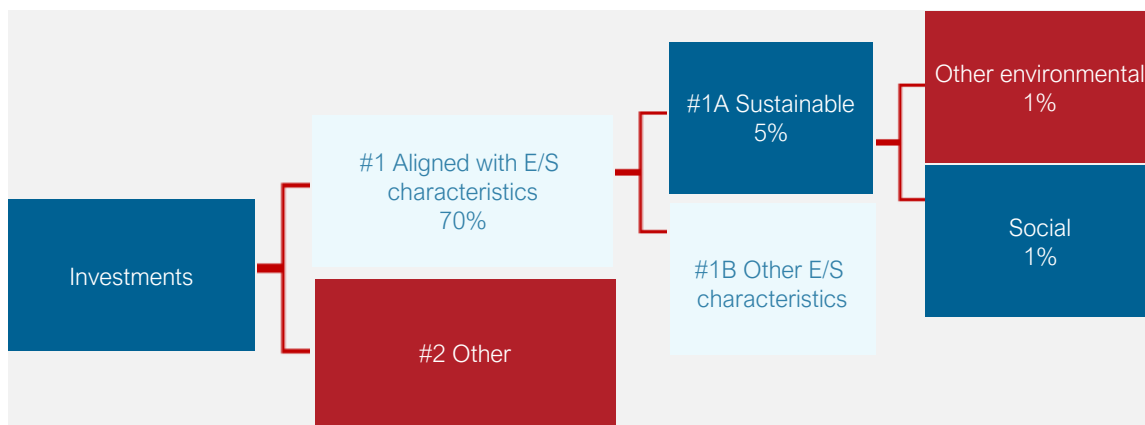 Investments
#1 Aligned with E/S
characteristics
70%
#2 Other
#1A Sustainable
5%
#1B Other E/S
characteristics
Other environmental
1%
Social
1%